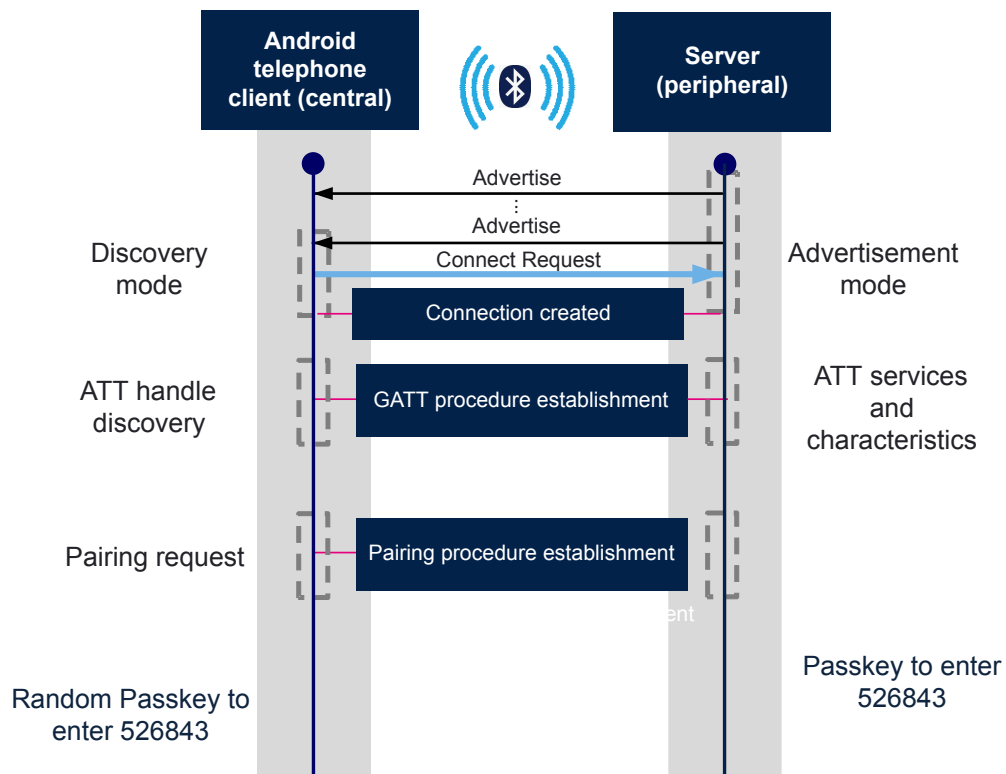 Android
telephone
client (central)
Server
(peripheral)
Advertise
Advertise
Connect Request
Discovery
mode
Advertisement
mode
Connection created
ATT handle
discovery
GATT procedure establishment
ATT services
and
characteristics
Pairing request
Pairing procedure establishment
ent
Random Passkey to
enter 526843
Passkey to enter
526843